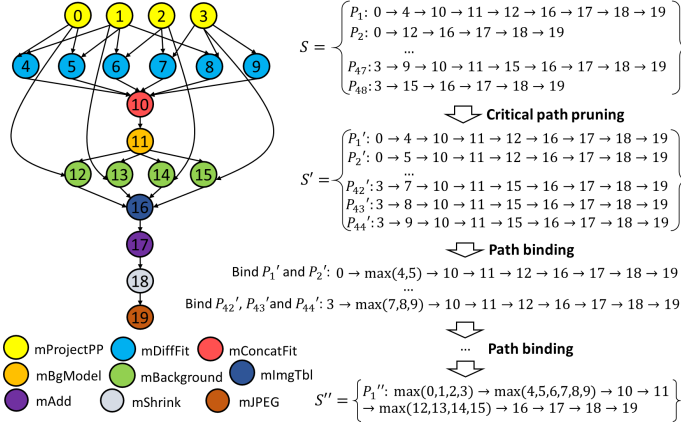 0 1 2 3
4 5 6 7 8 9
10
11
12 13 14 15
16
17
18
19
mProjectPP mDiffFit mConcatFit
mBgModel mBackground mImgTbl
mAdd mShrink mJPEG
S =
P₁: 0 → 4 → 10 → 11 → 12 → 16 → 17 → 18 → 19
P₂: 0 → 12 → 16 → 17 → 18 → 19
...
P₄₇: 3 → 9 → 10 → 11 → 15 → 16 → 17 → 18 → 19
P₄₈: 3 → 15 → 16 → 17 → 18 → 19
Critical path pruning
S′ =
P₁′: 0 → 4 → 10 → 11 → 12 → 16 → 17 → 18 → 19
P₂′: 0 → 5 → 10 → 11 → 12 → 16 → 17 → 18 → 19
...
P₄₂′: 3 → 7 → 10 → 11 → 15 → 16 → 17 → 18 → 19
P₄₃′: 3 → 8 → 10 → 11 → 15 → 16 → 17 → 18 → 19
P₄₄′: 3 → 9 → 10 → 11 → 15 → 16 → 17 → 18 → 19
Path binding
Bind P₁′ and P₂′: 0 → max(4,5) → 10 → 11 → 12 → 16 → 17 → 18 → 19
...
Bind P₄₂′, P₄₃′and P₄₄′: 3 → max(7,8,9) → 10 → 11 → 12 → 16 → 17 → 18 → 19
... Path binding
S′′ =
P₁′′: max(0,1,2,3) → max(4,5,6,7,8,9) → 10 → 11
→ max(12,13,14,15) → 16 → 17 → 18 → 19